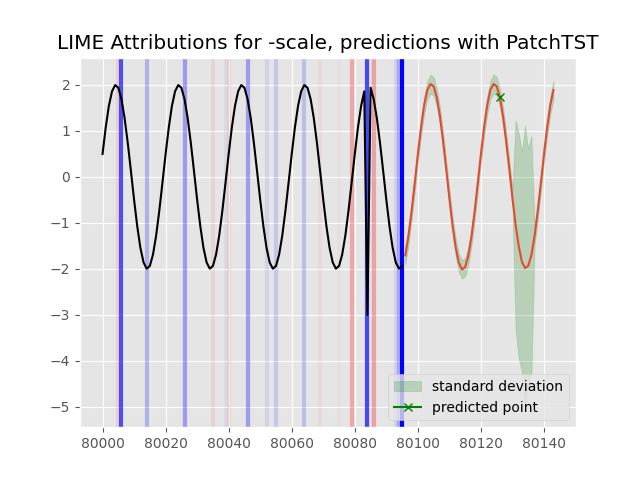 LIME Attributions for -scale, predictions with PatchTST
2
1
0
−1
−2
−3
−4
−5
standard deviation
predicted point
80000 80020 80040 80060 80080 80100 80120 80140